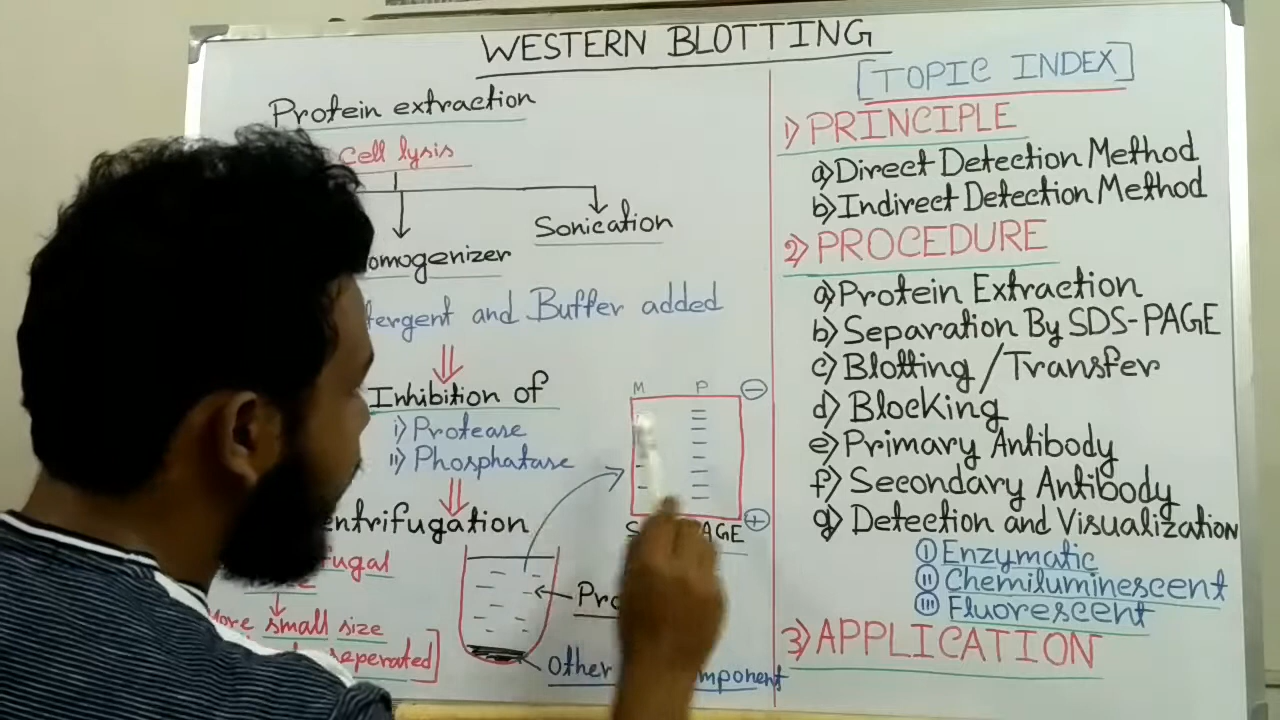 WESTERN BLOTTING
Protein extraction
Cell lysis
Sonication
omogenizer
tergent and Buffer added
Inhibition of
i) Protease
ii) Phosphatase
entrifugation
More small size
seperated]
M P
−
+
S AGE
Pro
other mponent
[TOPIC INDEX]
1) PRINCIPLE
a) Direct Detection Method
b) Indirect Detection Method
2) PROCEDURE
a) Protein Extraction
b) Separation By SDS-PAGE
c) Blotting / Transfer
d) Blocking
e) Primary Antibody
f) Secondary Antibody
g) Detection and Visualization
(i) Enzymatic
(ii) Chemiluminescent
(iii) Fluorescent
3) APPLICATION